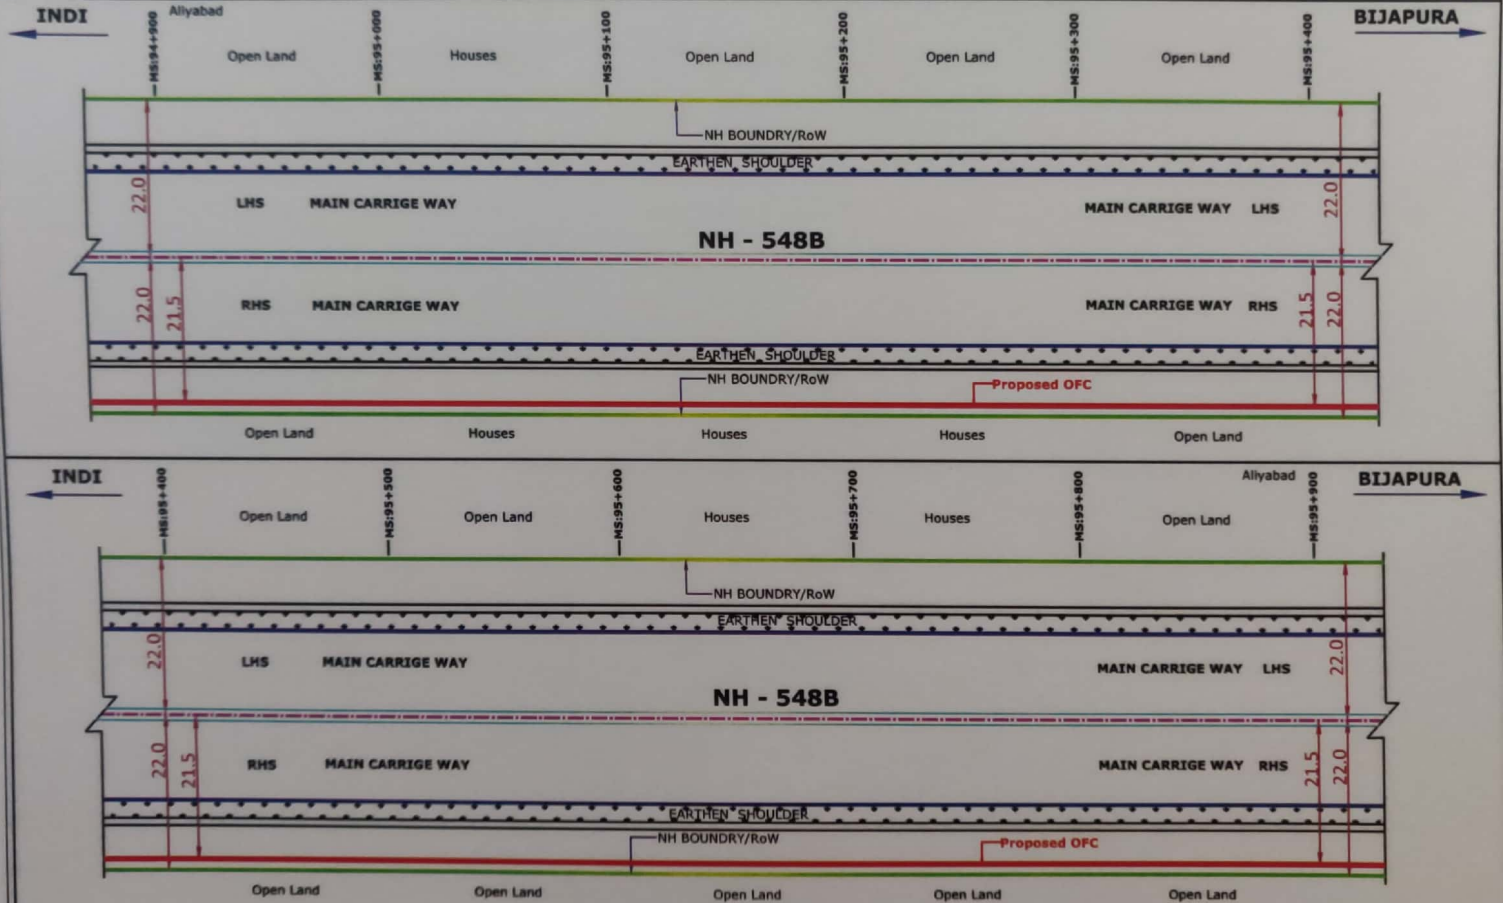 INDI
Aliyabad
MS:94+900
MS:95+000
MS:95+100
MS:95+200
MS:95+300
MS:95+400
BIJAPURA
Open Land
Houses
Open Land
Open Land
Open Land
NH BOUNDRY/RoW
EARTHEN SHOULDER
22.0
LHS MAIN CARRIGE WAY
MAIN CARRIGE WAY LHS
22.0
NH - 548B
22.0
21.5
RHS MAIN CARRIGE WAY
MAIN CARRIGE WAY RHS
21.5
22.0
EARTHEN SHOULDER
NH BOUNDRY/RoW
Proposed OFC
Open Land
Houses
Houses
Houses
Open Land
INDI
MS:95+400
MS:95+500
MS:95+600
MS:95+700
MS:95+800
Aliyabad
MS:95+900
BIJAPURA
Open Land
Open Land
Houses
Houses
Open Land
NH BOUNDRY/RoW
EARTHEN SHOULDER
22.0
LHS MAIN CARRIGE WAY
MAIN CARRIGE WAY LHS
22.0
NH - 548B
22.0
21.5
RHS MAIN CARRIGE WAY
MAIN CARRIGE WAY RHS
21.5
22.0
EARTHEN SHOULDER
NH BOUNDRY/RoW
Proposed OFC
Open Land
Open Land
Open Land
Open Land
Open Land